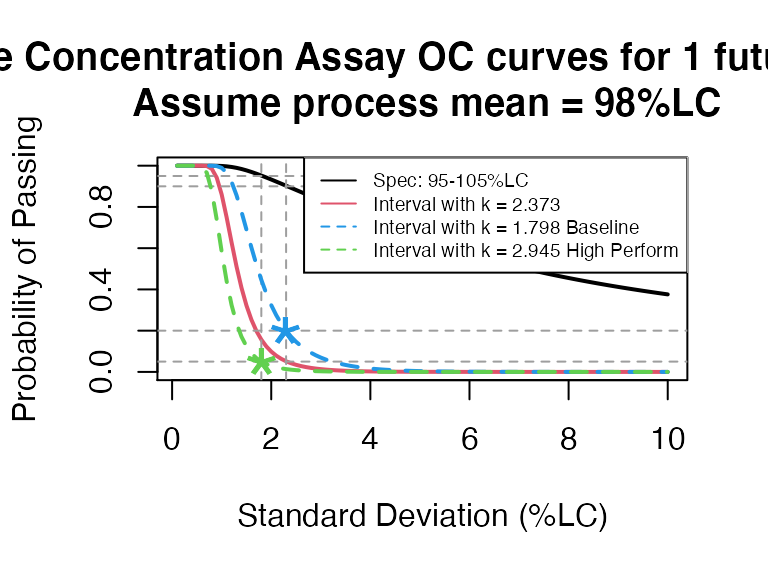 Concentration Assay OC curves for 1
Assume process mean = 98%LC
Probability of Passing
0.8
0.4
0.0
Spec: 95-105%LC
Interval with k = 2.373
Interval with k = 1.798 Baseline
Interval with k = 2.945 High Perform
0 2 4 6 8 10
Standard Deviation (%LC)